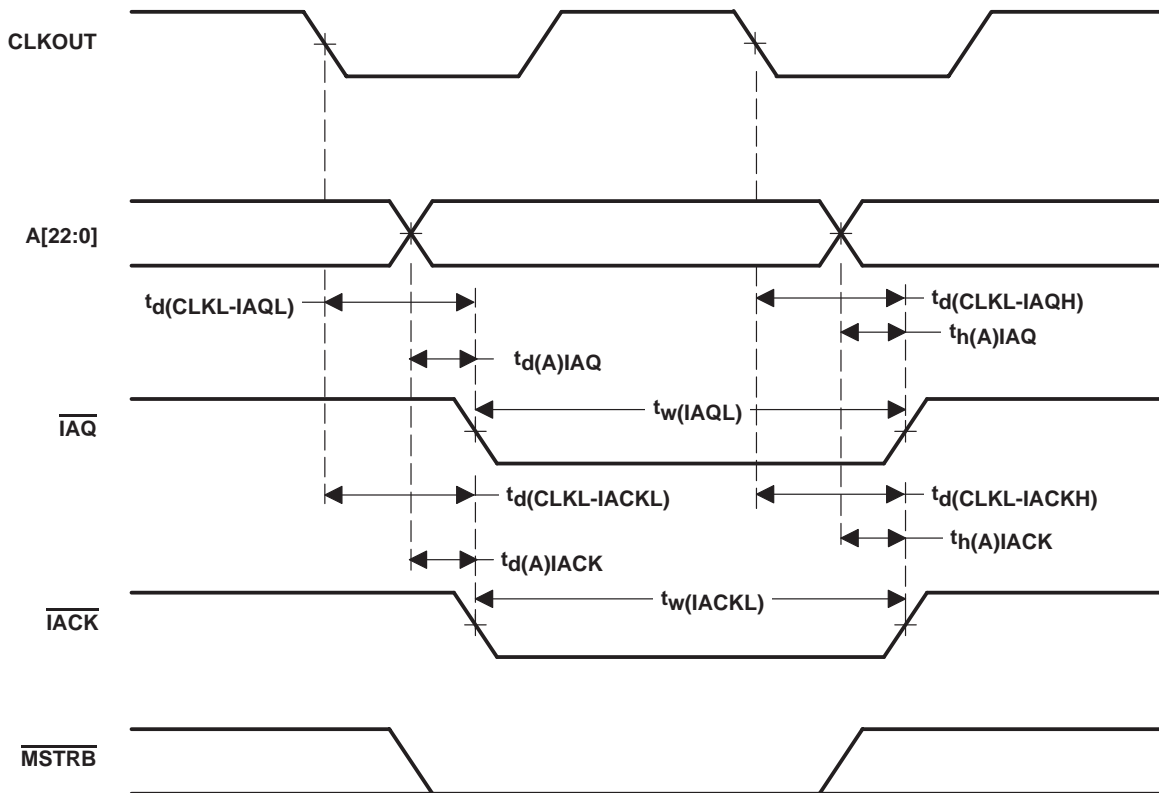 CLKOUT
A[22:0]
td(CLKL-IAQL)
td(CLKL-IAQH)
th(A)IAQ
td(A)IAQ
tw(IAQL)
IAQ
td(CLKL-IACKL)
td(CLKL-IACKH)
th(A)IACK
td(A)IACK
tw(IACKL)
IACK
MSTRB